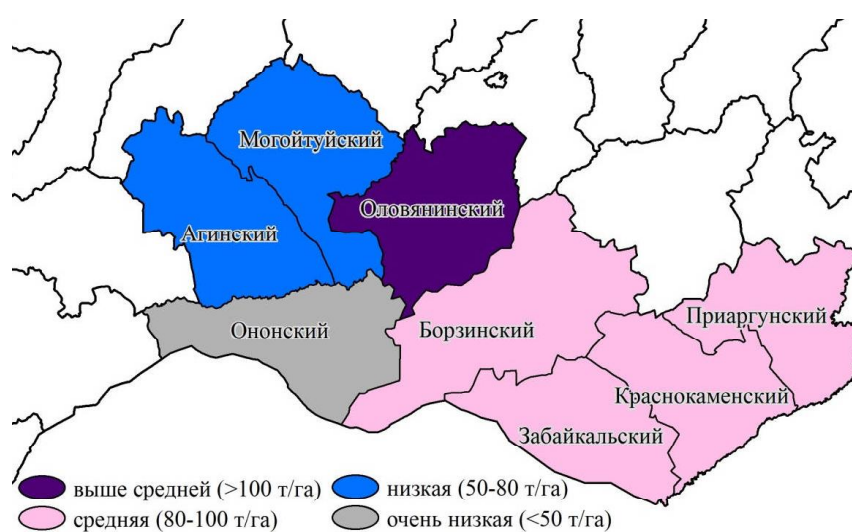 Могойтуйский
Оловянинский
Агинский
Ононский
Борзинский
Приаргунский
Краснокаменский
Забайкальский
выше средней (>100 т/га)
низкая (50-80 т/га)
средняя (80-100 т/га)
очень низкая (<50 т/га)